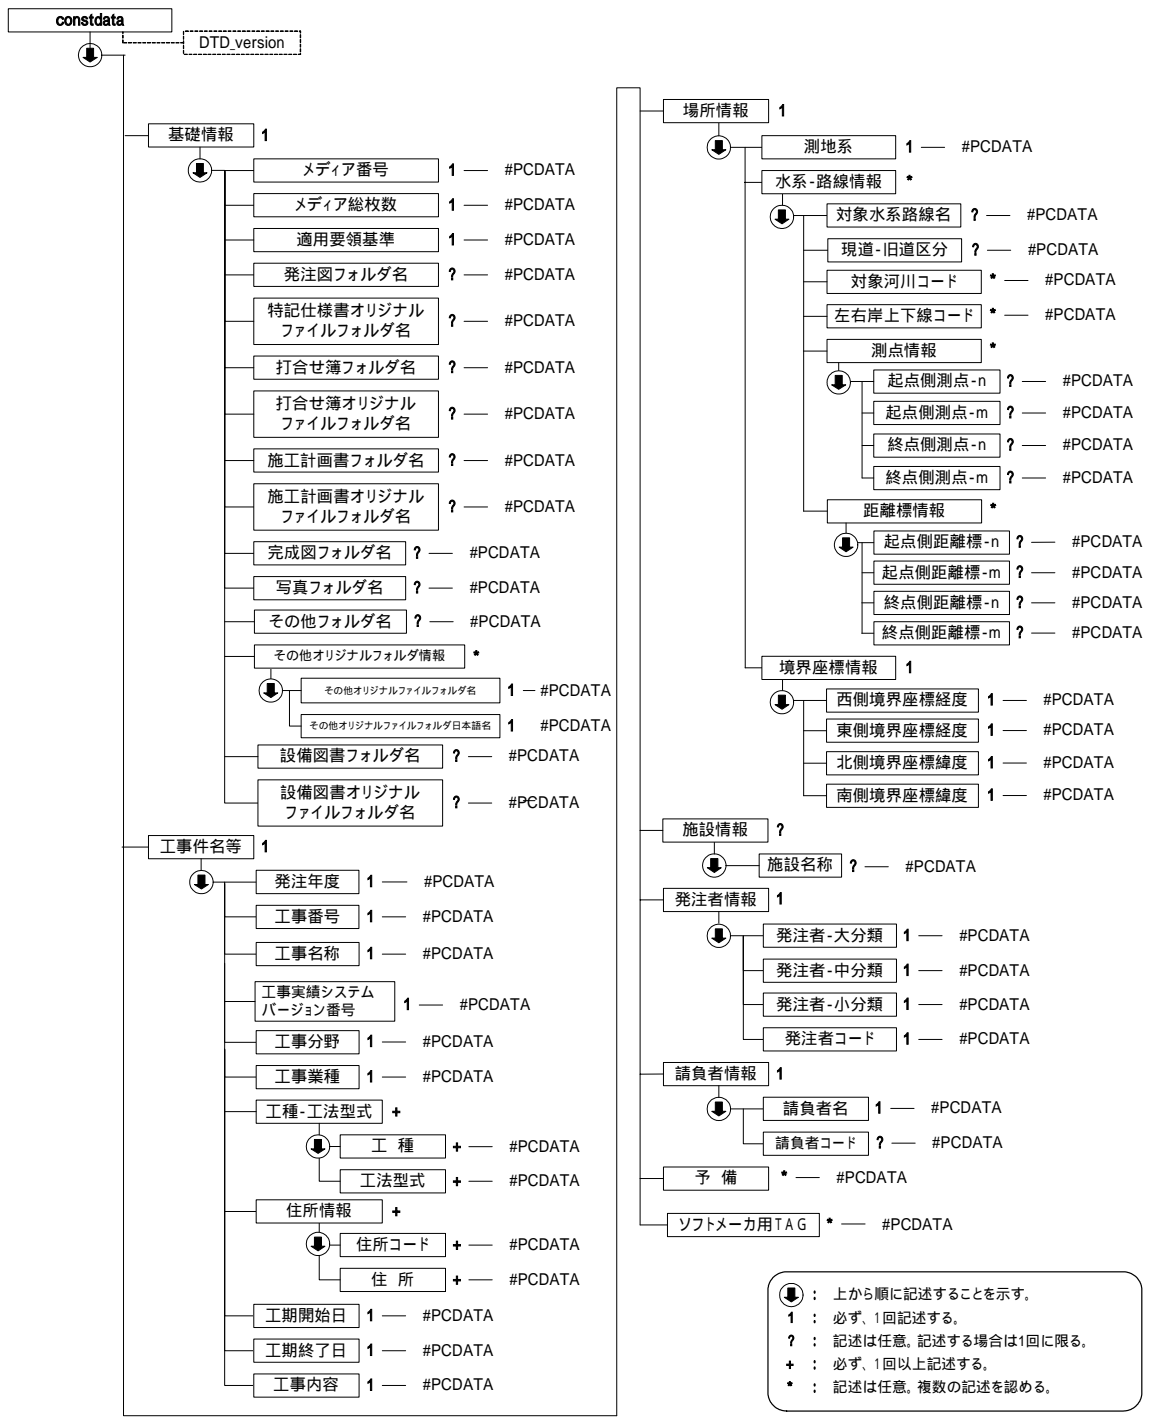 constdata
DTD_version
基礎情報 1
メディア番号 1 #PCDATA
メディア総枚数 1 #PCDATA
適用要領基準 1 #PCDATA
発注図フォルダ名 ? #PCDATA
特記仕様書オリジナル
ファイルフォルダ名 ? #PCDATA
打合せ簿フォルダ名 ? #PCDATA
打合せ簿オリジナル
ファイルフォルダ名 ? #PCDATA
施工計画書フォルダ名 ? #PCDATA
施工計画書オリジナル
ファイルフォルダ名 ? #PCDATA
完成図フォルダ名 ? #PCDATA
写真フォルダ名 ? #PCDATA
その他フォルダ名 ? #PCDATA
その他オリジナルフォルダ情報 *
その他オリジナルファイルフォルダ名 1 #PCDATA
その他オリジナルファイルフォルダ日本語名 1 #PCDATA
設備図書フォルダ名 ? #PCDATA
設備図書オリジナル
ファイルフォルダ名 ? #PCDATA
工事件名等 1
発注年度 1 #PCDATA
工事番号 1 #PCDATA
工事名称 1 #PCDATA
工事実績システム
バージョン番号 1 #PCDATA
工事分野 1 #PCDATA
工事業種 1 #PCDATA
工種-工法型式 +
工 種 + #PCDATA
工法型式 + #PCDATA
住所情報 +
住所コード + #PCDATA
住 所 + #PCDATA
工期開始日 1 #PCDATA
工期終了日 1 #PCDATA
工事内容 1 #PCDATA
場所情報 1
測地系 1 #PCDATA
水系-路線情報 *
対象水系路線名 ? #PCDATA
現道-旧道区分 ? #PCDATA
対象河川コード * #PCDATA
左右岸上下線コード * #PCDATA
測点情報 *
起点側測点-n ? #PCDATA
起点側測点-m ? #PCDATA
終点側測点-n ? #PCDATA
終点側測点-m ? #PCDATA
距離標情報 *
起点側距離標-n ? #PCDATA
起点側距離標-m ? #PCDATA
終点側距離標-n ? #PCDATA
終点側距離標-m ? #PCDATA
境界座標情報 1
西側境界座標経度 1 #PCDATA
東側境界座標経度 1 #PCDATA
北側境界座標緯度 1 #PCDATA
南側境界座標緯度 1 #PCDATA
施設情報 ?
施設名称 ? #PCDATA
発注者情報 1
発注者-大分類 1 #PCDATA
発注者-中分類 1 #PCDATA
発注者-小分類 1 #PCDATA
発注者コード 1 #PCDATA
請負者情報 1
請負者名 1 #PCDATA
請負者コード ? #PCDATA
予 備 * #PCDATA
ソフトメーカ用TAG * #PCDATA
: 上から順に記述することを示す。
1 : 必ず、1回記述する。
? : 記述は任意。記述する場合は1回に限る。
+ : 必ず、1回以上記述する。
* : 記述は任意。複数の記述を認める。